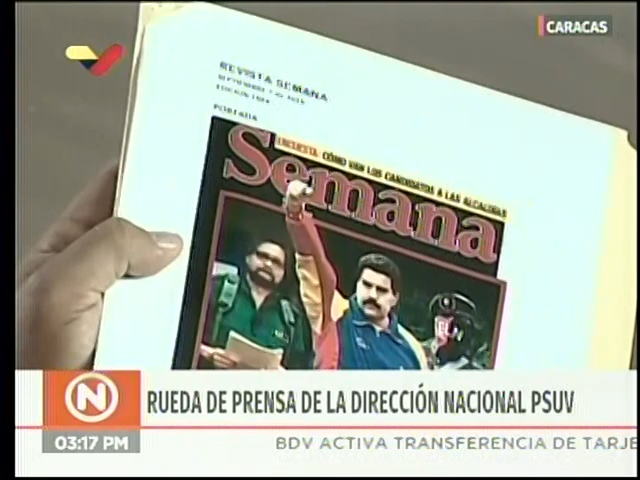 CARACAS
REVISTA SEMANA
PORTADA
ENCUESTA: CÓMO VAN LOS CANDIDATOS A LAS ALCALDÍAS
Semana
N
RUEDA DE PRENSA DE LA DIRECCIÓN NACIONAL PSUV
03:17 PM
BDV ACTIVA TRANSFERENCIA DE TARJE